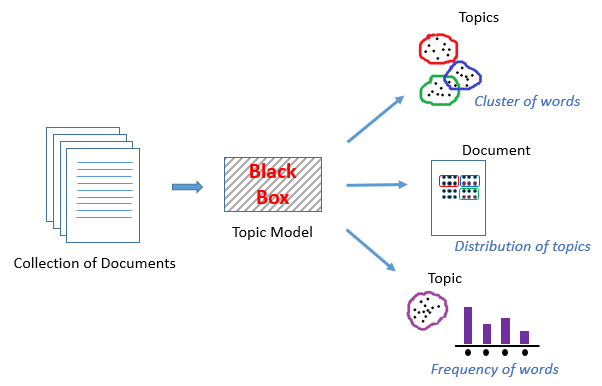 Topics
Cluster of words
Black
Box
Topic Model
Collection of Documents
Document
Distribution of topics
Topic
Frequency of words